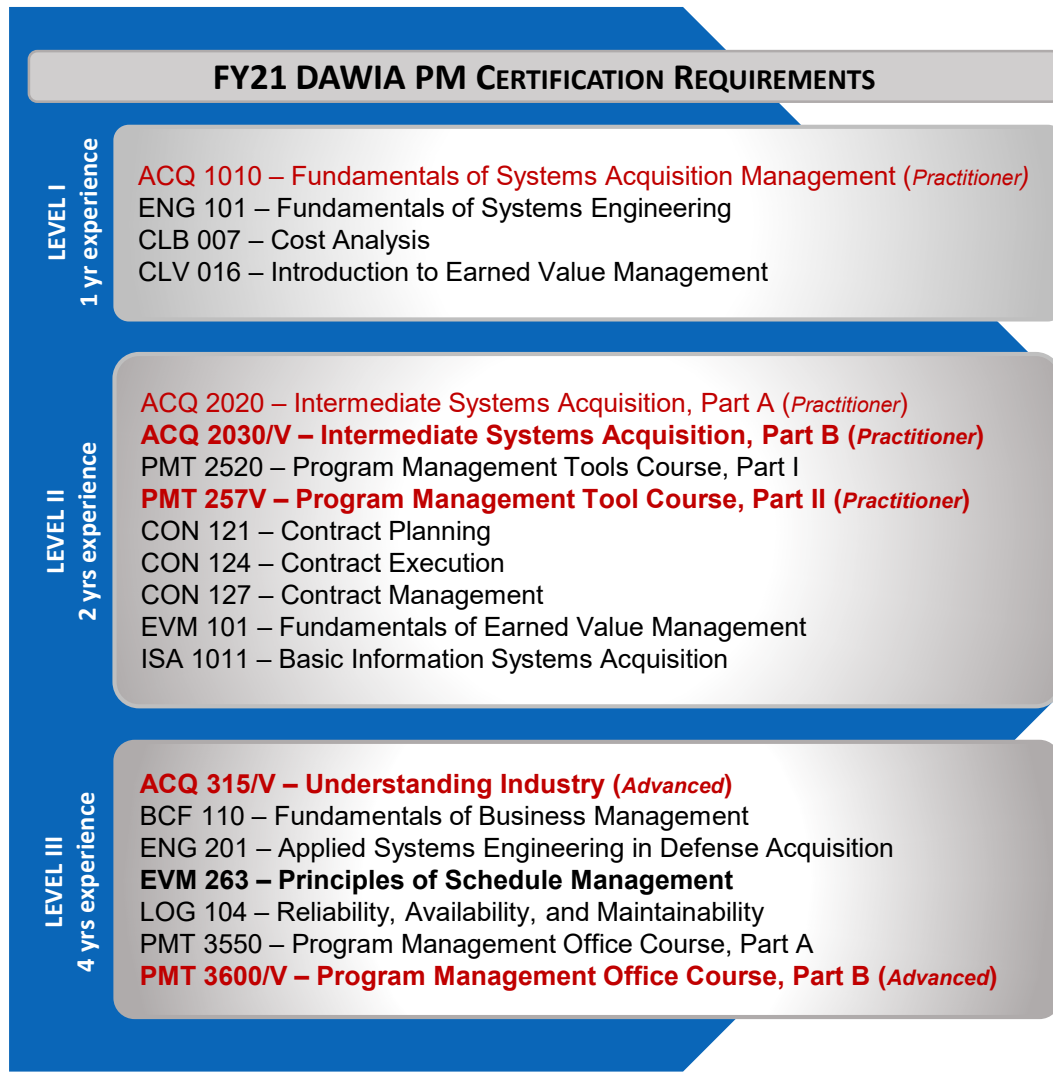 FY21 DAWIA PM CERTIFICATION REQUIREMENTS
LEVEL I
1 yr experience
ACQ 1010 – Fundamentals of Systems Acquisition Management (Practitioner)
ENG 101 – Fundamentals of Systems Engineering
CLB 007 – Cost Analysis
CLV 016 – Introduction to Earned Value Management
LEVEL II
2 yrs experience
ACQ 2020 – Intermediate Systems Acquisition, Part A (Practitioner)
ACQ 2030/V – Intermediate Systems Acquisition, Part B (Practitioner)
PMT 2520 – Program Management Tools Course, Part I
PMT 257V – Program Management Tool Course, Part II (Practitioner)
CON 121 – Contract Planning
CON 124 – Contract Execution
CON 127 – Contract Management
EVM 101 – Fundamentals of Earned Value Management
ISA 1011 – Basic Information Systems Acquisition
LEVEL III
4 yrs experience
ACQ 315/V – Understanding Industry (Advanced)
BCF 110 – Fundamentals of Business Management
ENG 201 – Applied Systems Engineering in Defense Acquisition
EVM 263 – Principles of Schedule Management
LOG 104 – Reliability, Availability, and Maintainability
PMT 3550 – Program Management Office Course, Part A
PMT 3600/V – Program Management Office Course, Part B (Advanced)